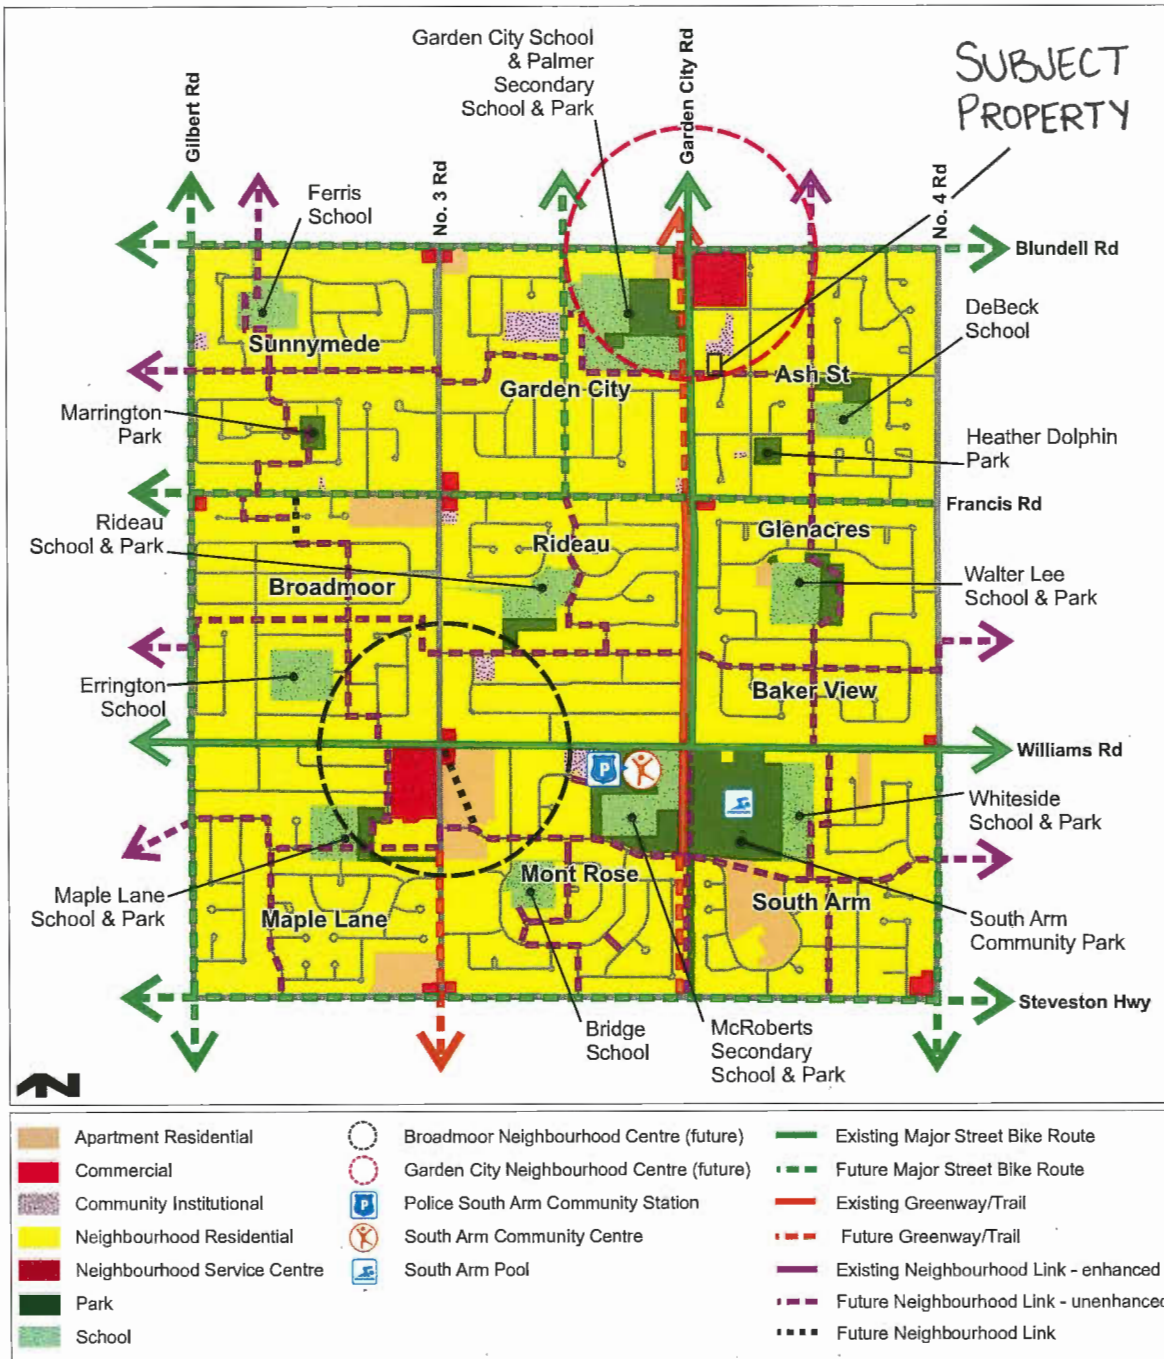 Garden City School
& Palmer
Secondary
School & Park
Garden City Rd
SUBJECT
PROPERTY
Gilbert Rd
Ferris
School
No. 3 Rd
No. 4 Rd
Blundell Rd
DeBeck
School
Sunnymede
Garden City
Ash St
Marrington
Park
Heather Dolphin
Park
Francis Rd
Rideau
School & Park
Rideau
Glenacres
Broadmoor
Walter Lee
School & Park
Errington
School
Baker View
Williams Rd
P
Whiteside
School & Park
Maple Lane
School & Park
Mont Rose
Maple Lane
South Arm
South Arm
Community Park
Steveston Hwy
Bridge
School
McRoberts
Secondary
School & Park
N
Apartment Residential
Commercial
Community Institutional
Neighbourhood Residential
Neighbourhood Service Centre
Park
School
Broadmoor Neighbourhood Centre (future)
Garden City Neighbourhood Centre (future)
P
Police South Arm Community Station
South Arm Community Centre
South Arm Pool
Existing Major Street Bike Route
Future Major Street Bike Route
Existing Greenway/Trail
Future Greenway/Trail
Existing Neighbourhood Link - enhanced
Future Neighbourhood Link - unenhanced
Future Neighbourhood Link